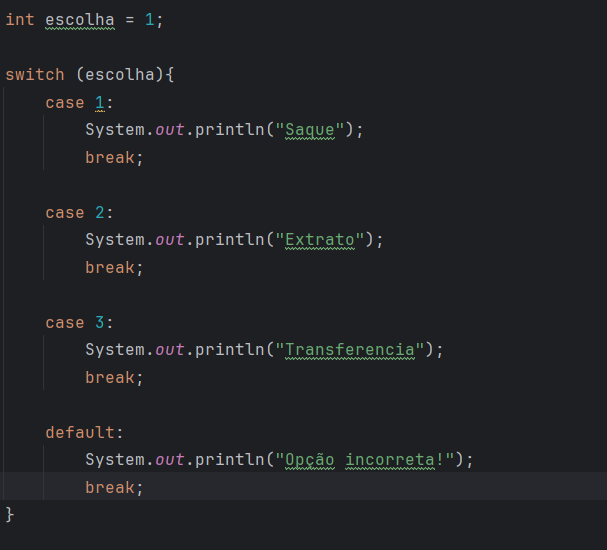 int escolha = 1;
switch (escolha){
case 1:
System.out.println("Saque");
break;
case 2:
System.out.println("Extrato");
break;
case 3:
System.out.println("Transferencia");
break;
default:
System.out.println("Opção incorreta!");
break;
}